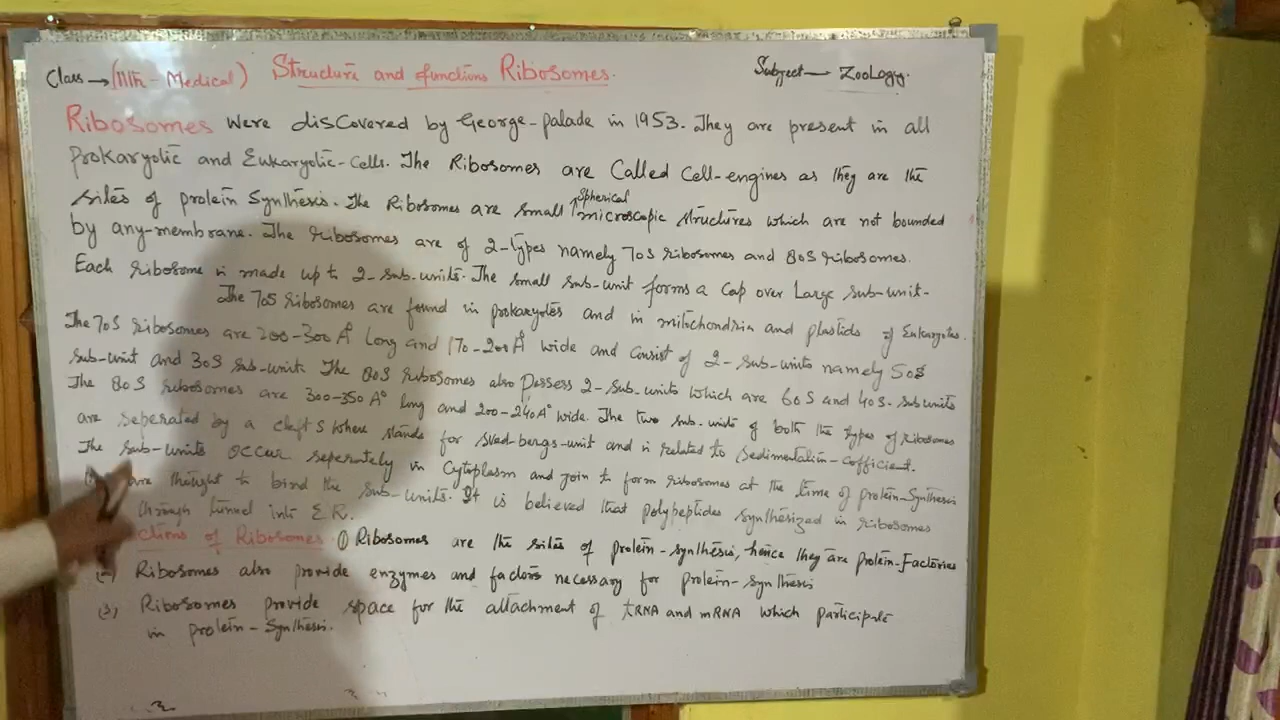 Class → (11th - Medical) Structure and functions Ribosomes. Subject — Zoology.
Ribosomes were discovered by George-palade in 1953. They are present in all
prokaryotic and Eukaryotic-cells. The Ribosomes are Called Cell-engines as they are the
sites of protein Synthesis. The Ribosomes are small ↑ Spherical microscopic structures which are not bounded
by any-membrane. The ribosomes are of 2-types namely 70s ribosomes and 80s ribosomes.
Each ribosome is made up to 2-sub-units. The small sub-unit forms a cap over Large sub-unit-
The 70s ribosomes are found in prokaryotes and in mitochondria and plastids of Eukaryotes.
The 70s ribosomes are 200-300 A° long and 170-200 A° wide and consist of 2-sub-units namely 50s
sub-unit and 30s sub-unit. The 80s ribosomes also possess 2-sub-units which are 60s and 40s-subunits
The 80s ribosomes are 300-350 A° long and 200-240A° wide. The two sub-units of both the types of ribosomes
are seperated by a cleft S where stands for sved-bergs-unit and is related to Sedimentation-Cofficient.
The sub-units occur seperately in cytoplasm and join to form ribosomes at the time of protein-Synthesis
are thought to bind the sub-units. It is believed that polypeptides synthesized in ribosomes
through tunnel into E.R.
ctions of Ribosomes (1) Ribosomes are the sites of protein-synthesis, hence they are protein-Factories
Ribosomes also provide enzymes and factors necessary for protein-synthesis
(3) Ribosomes provide space for the attachment of tRNA and mRNA which participate
in protein-Synthesis.